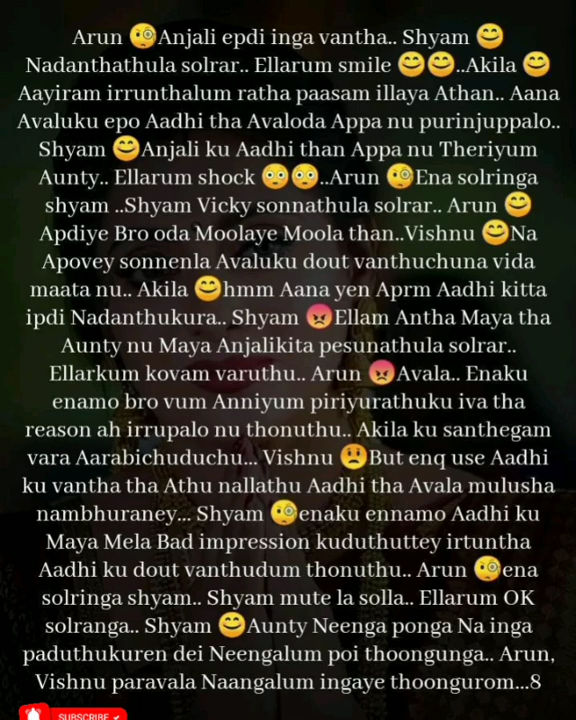 Arun 🧐Anjali epdi inga vantha.. Shyam 😊
Nadanthathula solrar.. Ellarum smile 😊😊..Akila 😊
Aayiram irrunthalum ratha paasam illaya Athan.. Aana
Avaluku epo Aadhi tha Avaloda Appa nu purinjuppalo..
Shyam 😊Anjali ku Aadhi than Appa nu Theriyum
Aunty.. Ellarum shock 😳😳..Arun 🧐Ena solringa
shyam ..Shyam Vicky sonnathula solrar.. Arun 😊
Apdiye Bro oda Moolaye Moola than..Vishnu 😊Na
Apovey sonnenla Avaluku dout vanthuchuna vida
maata nu.. Akila 😊hmm Aana yen Aprm Aadhi kitta
ipdi Nadanthukura.. Shyam 😡Ellam Antha Maya tha
Aunty nu Maya Anjalikita pesunathula solrar..
Ellarkum kovam varuthu.. Arun 😡Avala.. Enaku
enamo bro vum Anniyum piriyurathuku iva tha
reason ah irrupalo nu thonuthu.. Akila ku santhegam
vara Aarabichuduchu... Vishnu 😟But enq use Aadhi
ku vantha tha Athu nallathu Aadhi tha Avala mulusha
nambhuraney... Shyam 🧐enaku ennamo Aadhi ku
Maya Mela Bad impression kuduthuttey irtuntha
Aadhi ku dout vanthudum thonuthu.. Arun 🧐ena
solringa shyam.. Shyam mute la solla.. Ellarum OK
solranga.. Shyam 😊Aunty Neenga ponga Na inga
paduthukuren dei Neengalum poi thoongunga.. Arun,
Vishnu paravala Naangalum ingaye thoongurom...8
SUBSCRIBE